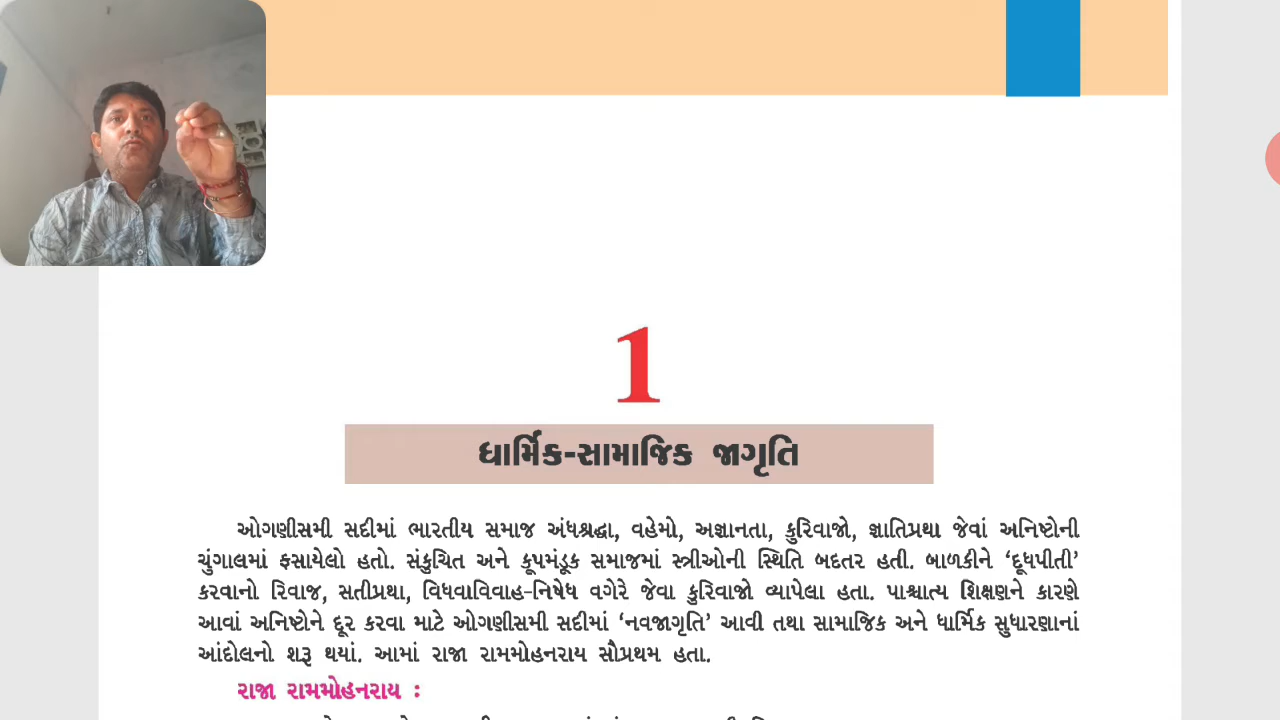 1
ધાર્મિક-સામાજિક જાગૃતિ
ઓગણીસમી સદીમાં ભારતીય સમાજ અંધશ્રદ્ધા, વહેમો, અજ્ઞાનતા, કુરિવાજો, જ્ઞાતિપ્રથા જેવાં અનિષ્ટોની
ચુંગાલમાં ફસાયેલો હતો. સંકુચિત અને કૂપમંડૂક સમાજમાં સ્ત્રીઓની સ્થિતિ બદતર હતી. બાળકીને ‘દૂધપીતી’
કરવાનો રિવાજ, સતીપ્રથા, વિધવાવિવાહ-નિષેધ વગેરે જેવા કુરિવાજો વ્યાપેલા હતા. પાશ્ચાત્ય શિક્ષણને કારણે
આવાં અનિષ્ટોને દૂર કરવા માટે ઓગણીસમી સદીમાં ‘નવજાગૃતિ’ આવી તથા સામાજિક અને ધાર્મિક સુધારણાનાં
આંદોલનો શરૂ થયાં. આમાં રાજા રામમોહનરાય સૌપ્રથમ હતા.
રાજા રામમોહનરાય :